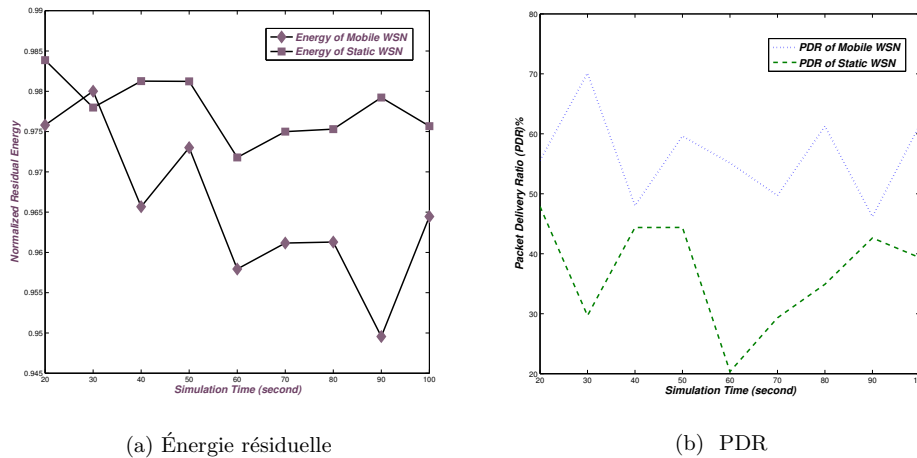 0.99
0.985
0.98
0.975
0.97
0.965
0.96
0.955
0.95
0.945
Normalized Residual Energy
Energy of Mobile WSN
Energy of Static WSN
20 30 40 50 60 70 80 90 100
Simulation Time (second)
(a) Énergie résiduelle
80
70
60
50
40
30
20
Packet Delivery Ratio (PDR)%
PDR of Mobile WSN
PDR of Static WSN
20 30 40 50 60 70 80 90
Simulation Time (second)
(b) PDR